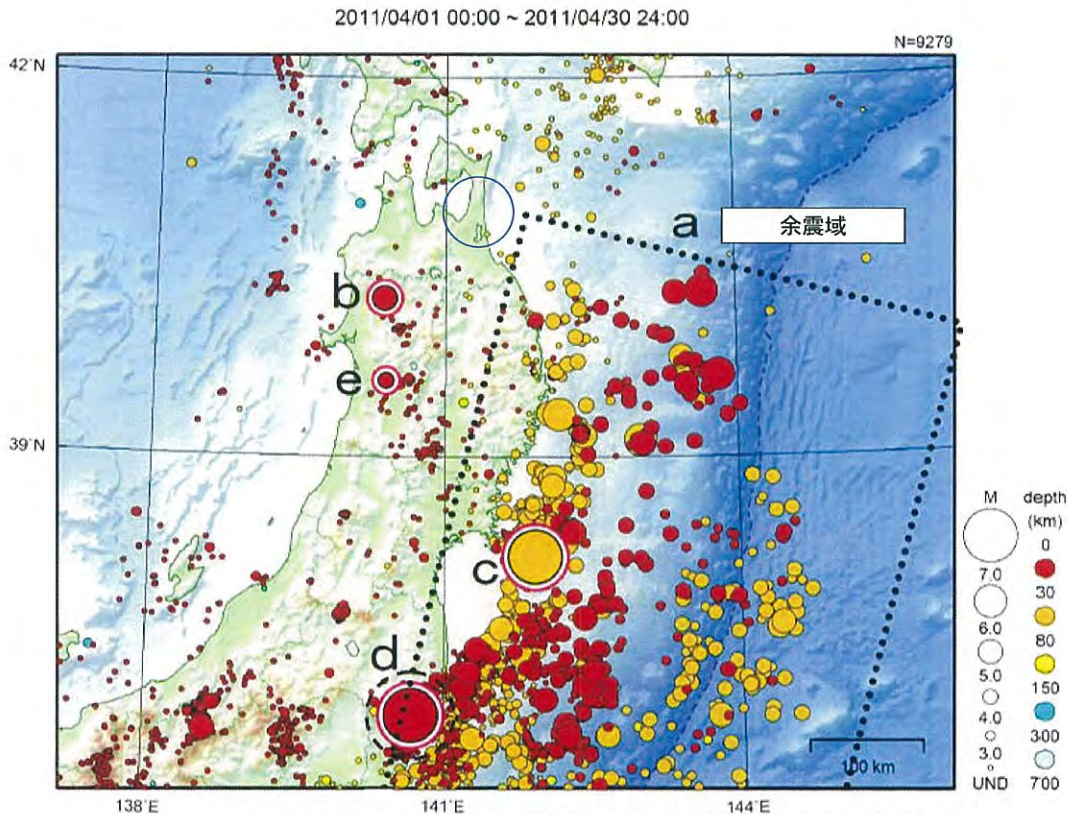 2011/04/01 00:00 ~ 2011/04/30 24:00
N=9279
42°N
a
余震域
b
e
39°N
c
d
M
depth
(km)
7.0
6.0
5.0
4.0
3.0
UND
0
30
80
150
300
700
100 km
138°E
141°E
144°E